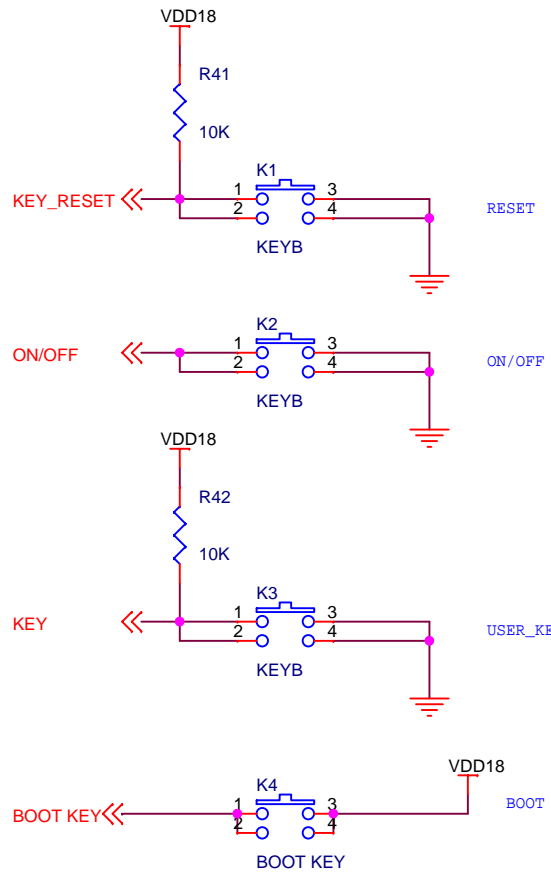 VDD18
R41
10K
K1
1 3
KEY_RESET
2 4
RESET
KEYB
K2
1 3
ON/OFF
ON/OFF
2 4
KEYB
VDD18
R42
10K
K3
1 3
KEY
2 4
USER_KE
KEYB
VDD18
K4
1 3
BOOT
BOOT KEY
2 4
BOOT KEY